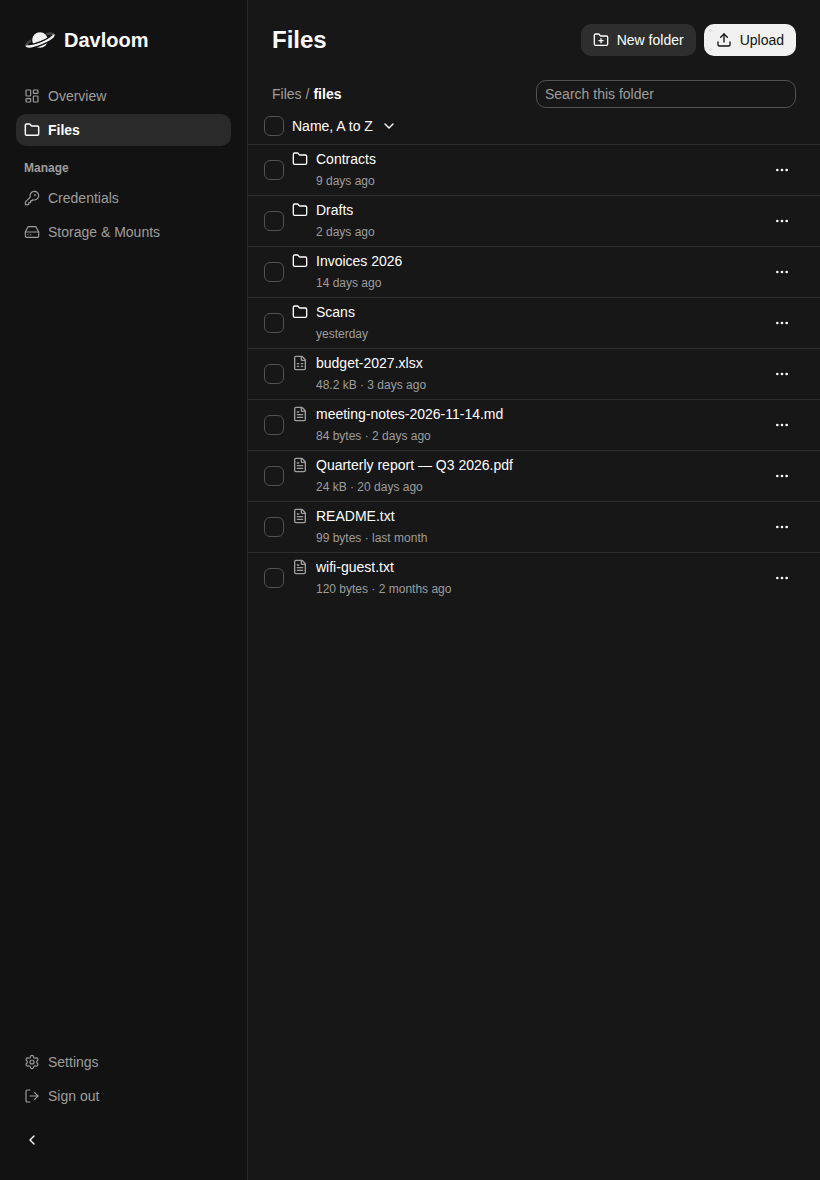 Davloom
Overview
Files
Manage
Credentials
Storage & Mounts
Settings
Sign out
Files
New folder
Upload
Files / files
Search this folder
Name, A to Z
Contracts
9 days ago
Drafts
2 days ago
Invoices 2026
14 days ago
Scans
yesterday
budget-2027.xlsx
48.2 kB · 3 days ago
meeting-notes-2026-11-14.md
84 bytes · 2 days ago
Quarterly report — Q3 2026.pdf
24 kB · 20 days ago
README.txt
99 bytes · last month
wifi-guest.txt
120 bytes · 2 months ago